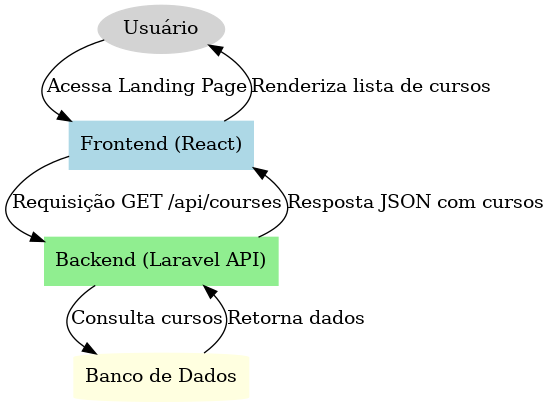 Usuário
Acessa Landing Page
Renderiza lista de cursos
Frontend (React)
Requisição GET /api/courses
Resposta JSON com cursos
Backend (Laravel API)
Consulta cursos
Retorna dados
Banco de Dados